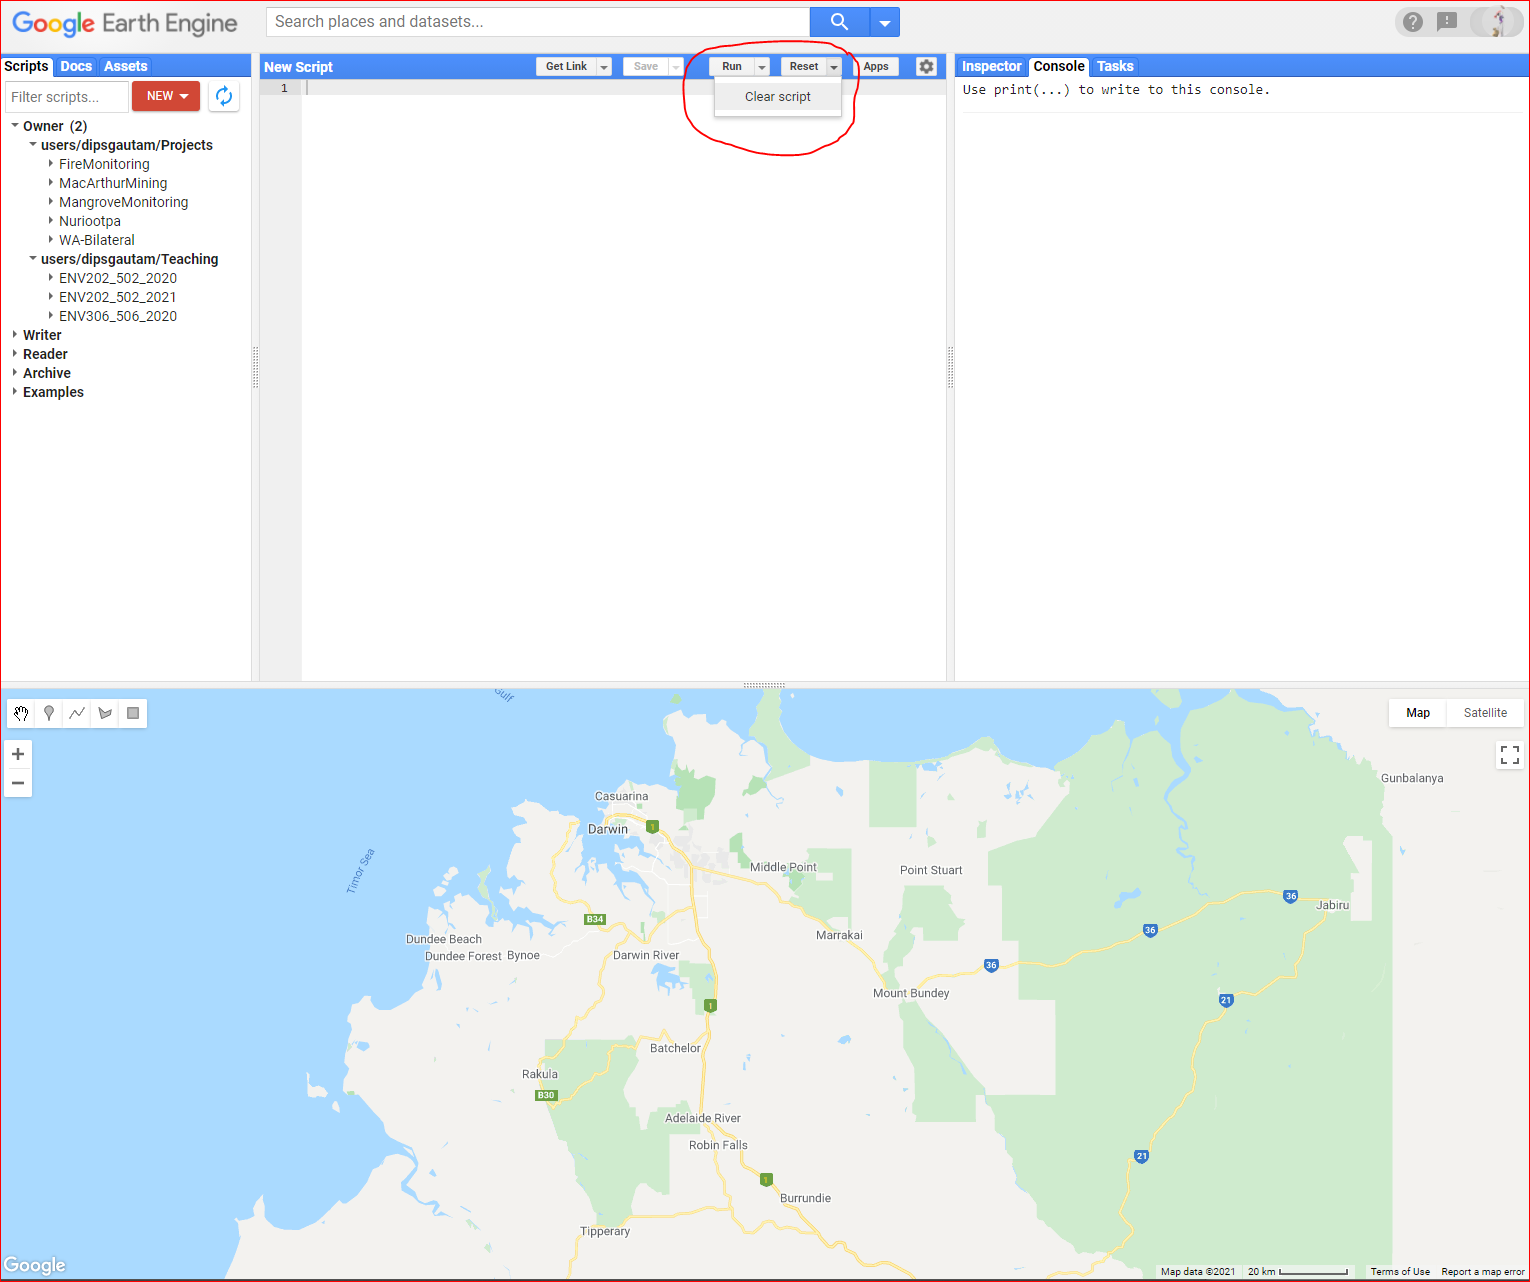 Google Earth Engine
Search places and datasets...
Scripts Docs Assets
Filter scripts... NEW
Owner (2)
users/dipsgautam/Projects
FireMonitoring
MacArthurMining
MangroveMonitoring
Nuriootpa
WA-Bilateral
users/dipsgautam/Teaching
ENV202_502_2020
ENV202_502_2021
ENV306_506_2020
Writer
Reader
Archive
Examples
New Script Get Link Save Run Reset Apps
Clear script
1
Inspector Console Tasks
Use print(...) to write to this console.
Map Satellite
Gulf
Gunbalanya
Casuarina
Darwin 1
Timor Sea
Middle Point
Point Stuart
36
Jabiru
B34
36
Marrakai
Dundee Beach
Dundee Forest Bynoe
Darwin River
36
Mount Bundey
21
1
Batchelor
Rakula
B30
Adelaide River
Robin Falls
21
1
Burrundie
Tipperary
Google
Map data ©2021 20 km Terms of Use Report a map error